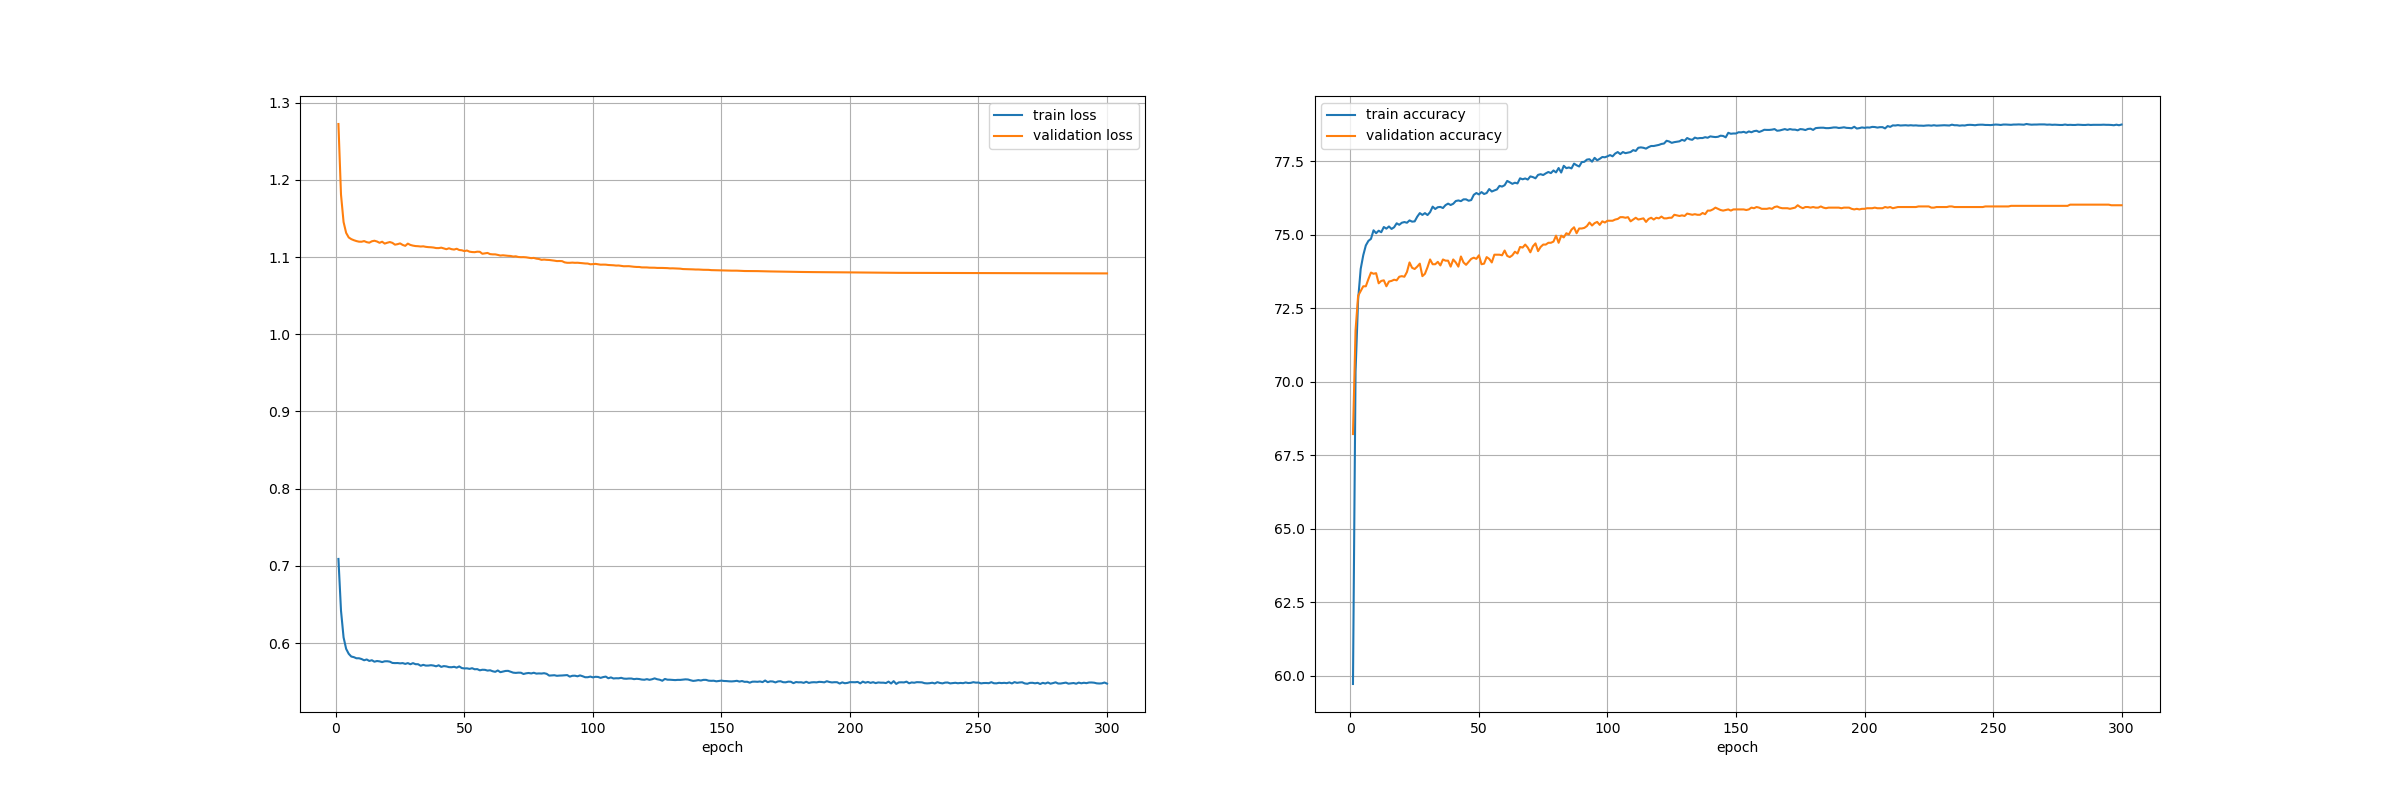 train loss
validation loss
1.3
1.2
1.1
1.0
0.9
0.8
0.7
0.6
0 50 100 150 200 250 300
epoch
train accuracy
validation accuracy
77.5
75.0
72.5
70.0
67.5
65.0
62.5
60.0
0 50 100 150 200 250 300
epoch